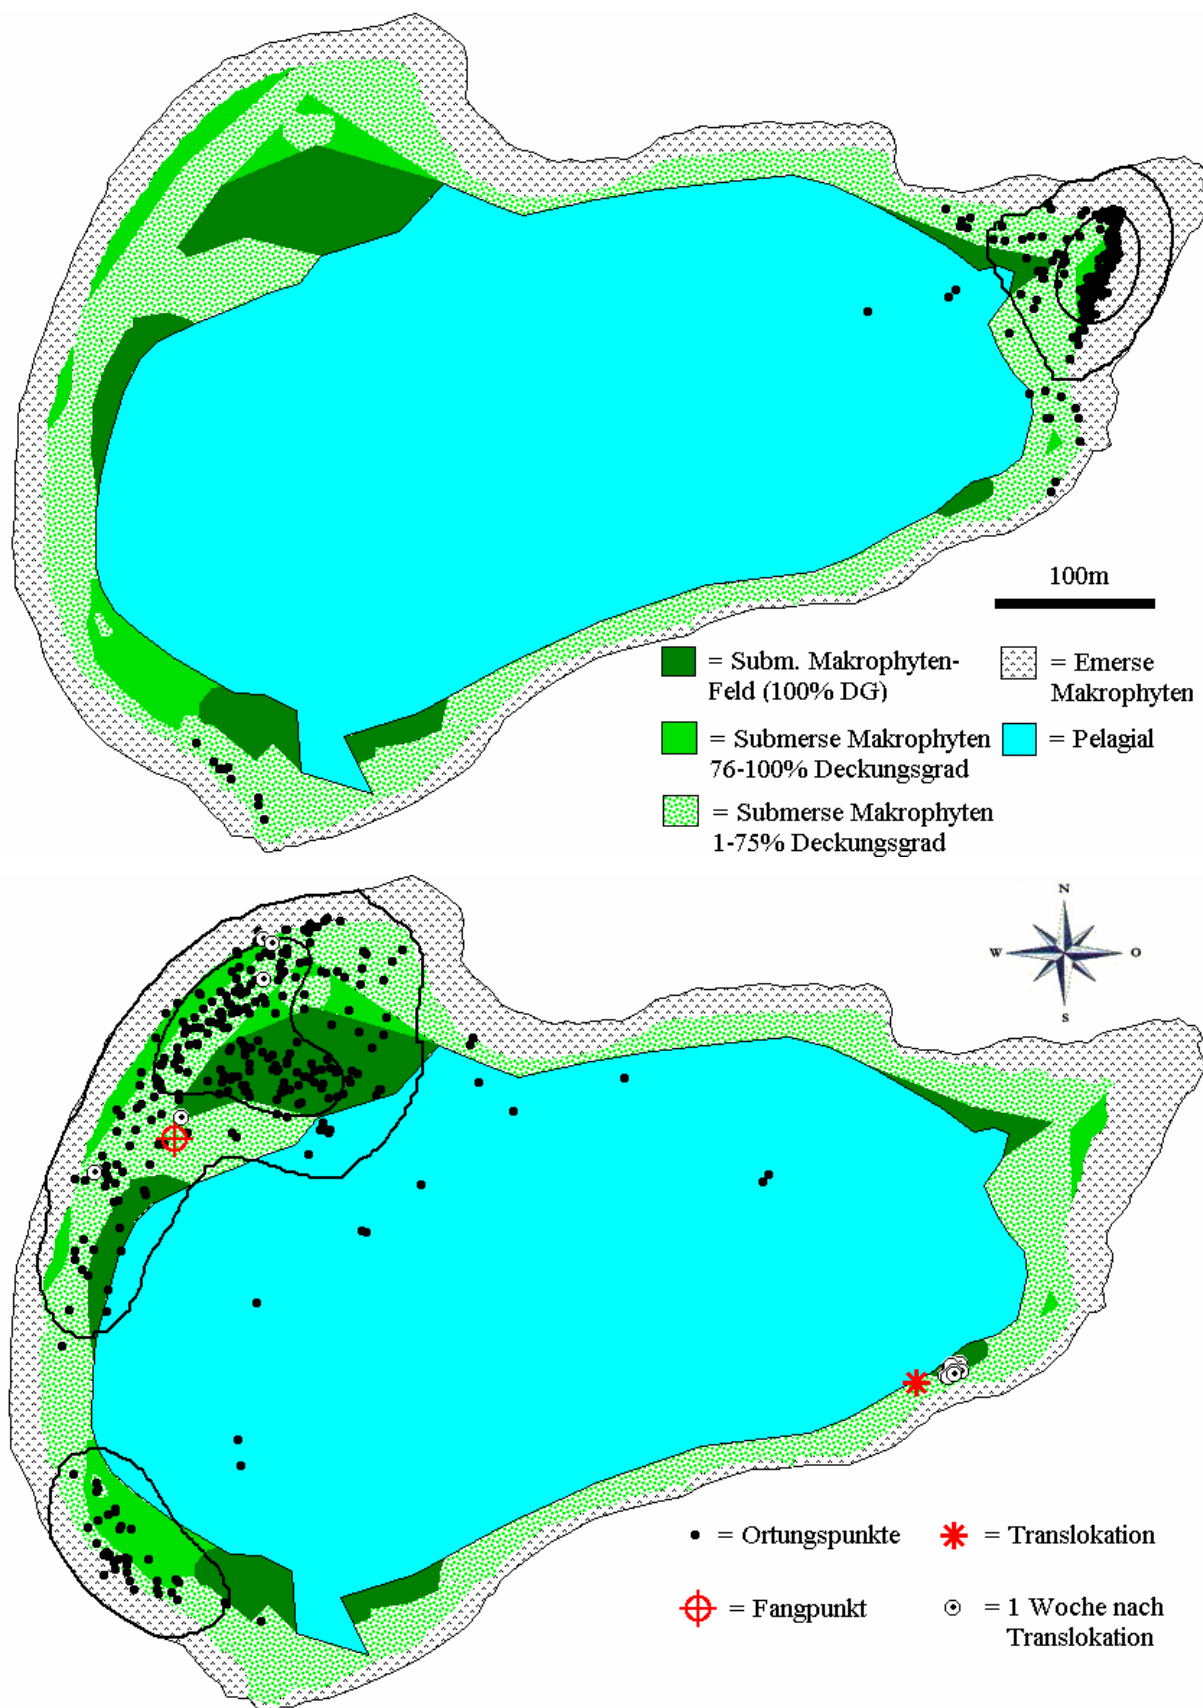 100m
= Subm. Makrophyten-
Feld (100% DG)
= Emerse
Makrophyten
= Submerse Makrophyten
76-100% Deckungsgrad
= Pelagial
= Submerse Makrophyten
1-75% Deckungsgrad
N
W
O
S
= Ortungspunkte
= Translokation
= Fangpunkt
= 1 Woche nach
Translokation